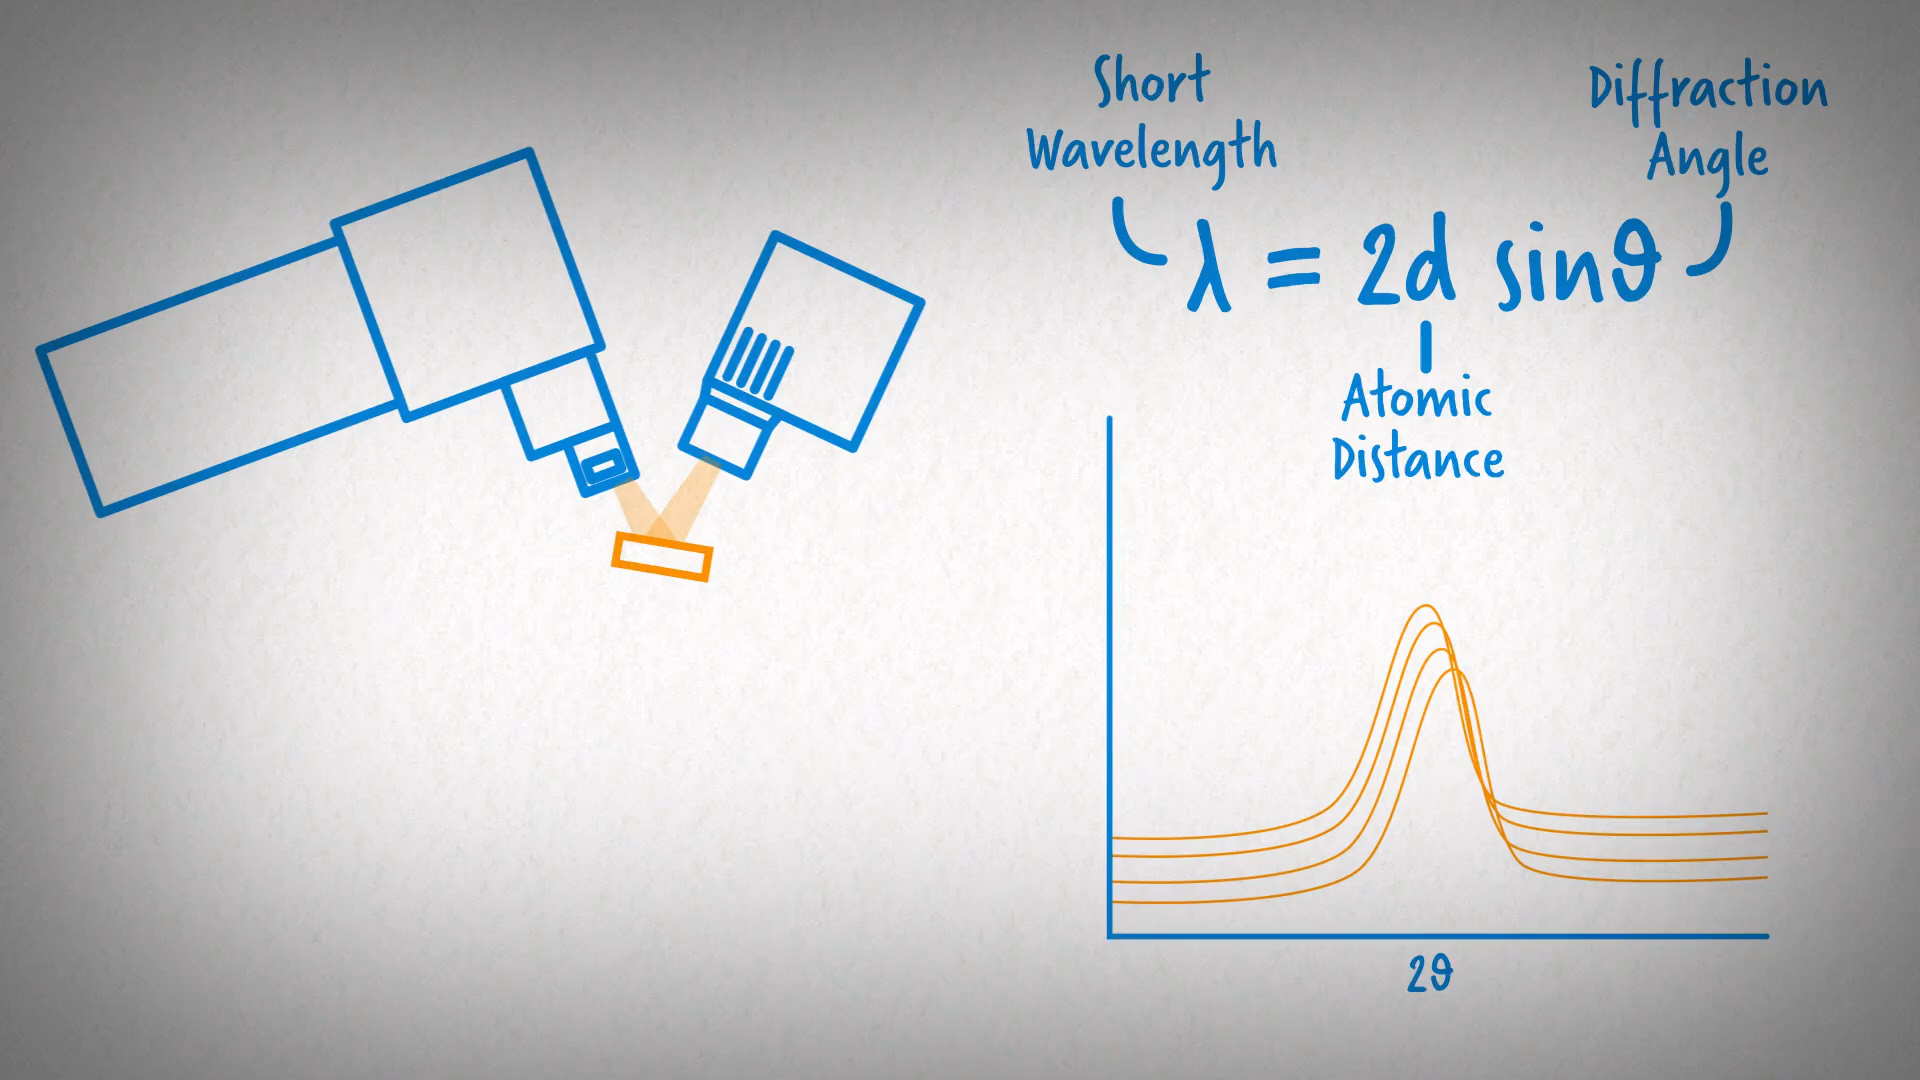 Short
Wavelength
Diffraction
Angle
λ = 2d sinϑ
Atomic
Distance
2ϑ